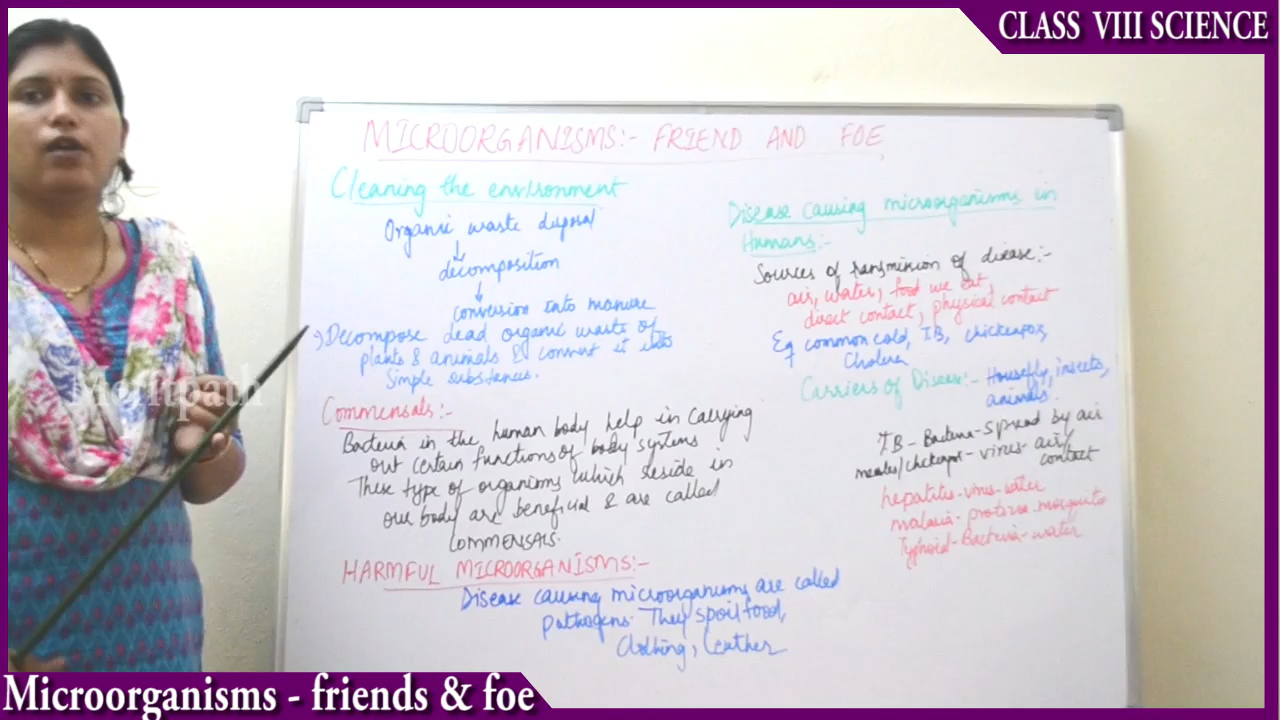 CLASS VIII SCIENCE
MICROORGANISMS:- FRIEND AND FOE
Cleaning the environment
Organic waste disposal
↓
decomposition
↓
conversion into manure
→ Decompose dead organic waste of
plants & animals & convert it into
Simple substances.
Commensals:-
Bacteria in the human body help in carrying
out certain functions of body systems
These type of organisms which reside in
our body are beneficial & are called
COMMENSALS.
HARMFUL MICROORGANISMS:-
Disease causing microorganisms are called
pathogens. They spoil food,
Clothing, leather
Disease causing microorganisms in
Humans:-
Sources of transmission of disease:-
air, water, food we eat,
direct contact, physical contact
Eg common cold, TB, chickenpox,
Cholera
Carriers of Disease:- Housefly, insects,
animals.
TB - Bacteria - Spread by air
measles/chickenpox - virus - air/
contact
hepatitis - virus - water
malaria - protozoa - mosquito
Typhoid - Bacteria - water
Meritpath
Microorganisms - friends & foe